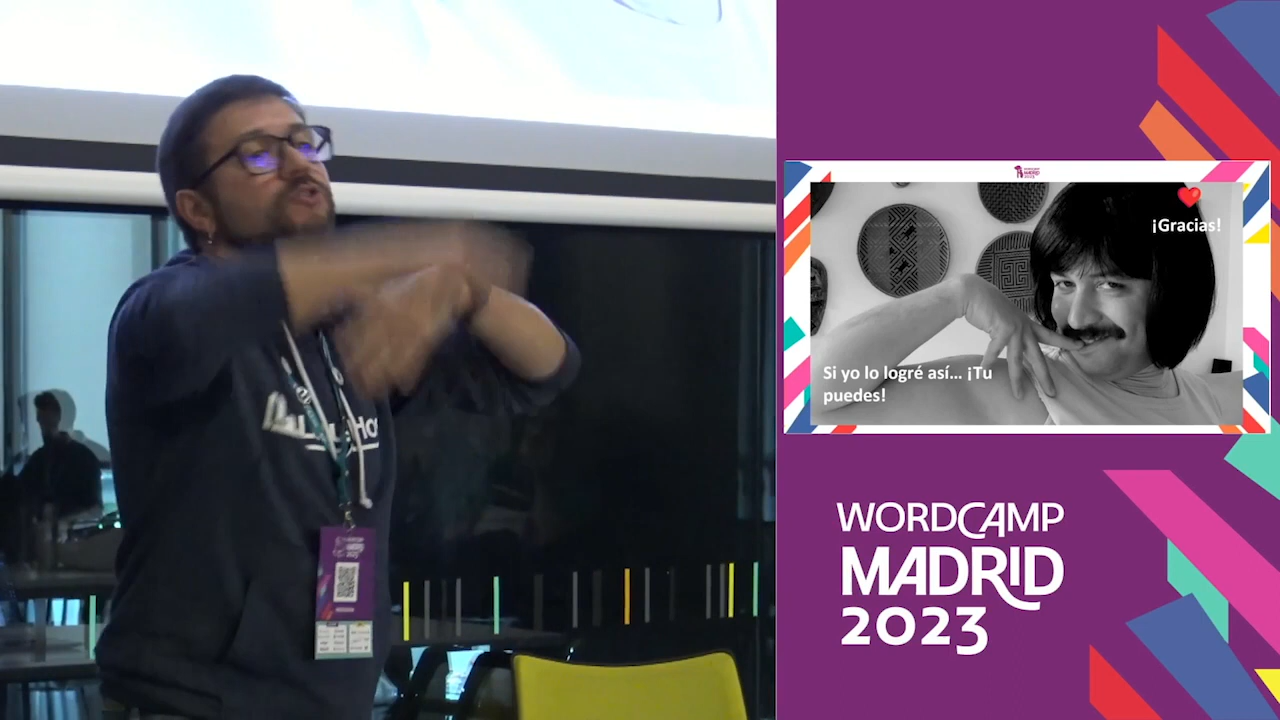 ¡Gracias!
Si yo lo logré así... ¡Tu
puedes!
WORDCAMP
MADRID
2023